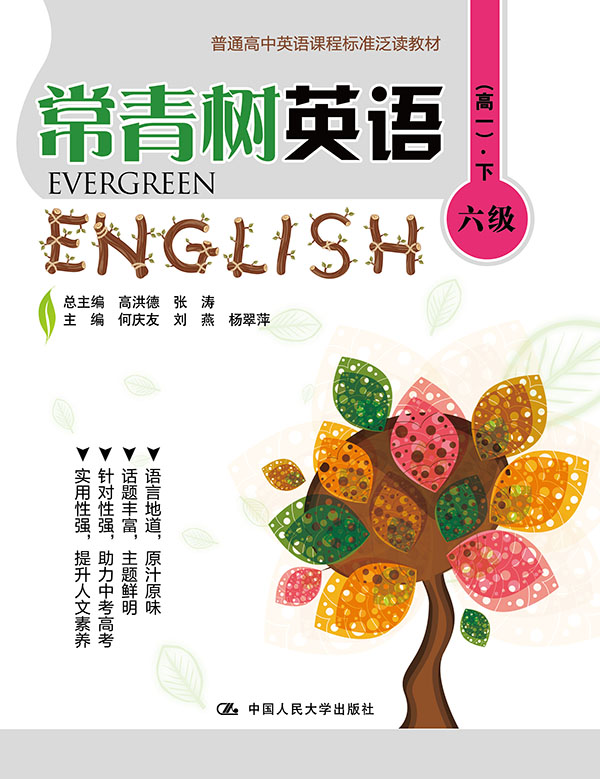 普通高中英语课程标准泛读教材
常青树英语
EVERGREEN
ENGLISH
（高一）·下
六级
总主编 高洪德 张 涛
主 编 何庆友 刘 燕 杨翠萍
语言地道，原汁原味
话题丰富，主题鲜明
针对性强，助力中考高考
实用性强，提升人文素养
中国人民大学出版社